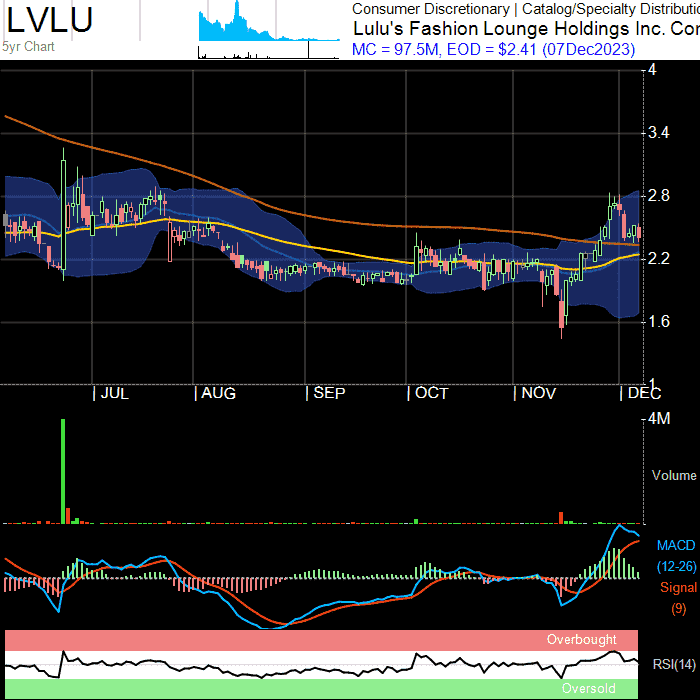 LVLU
5yr Chart
Consumer Discretionary | Catalog/Specialty Distributio
Lulu's Fashion Lounge Holdings Inc. Cor
MC = 97.5M, EOD = $2.41 (07Dec2023)
4
3.4
2.8
2.2
1.6
1
| JUL | AUG | SEP | OCT | NOV | DEC
4M
Volume
MACD
(12-26)
Signal
(9)
Overbought
RSI(14)
Oversold